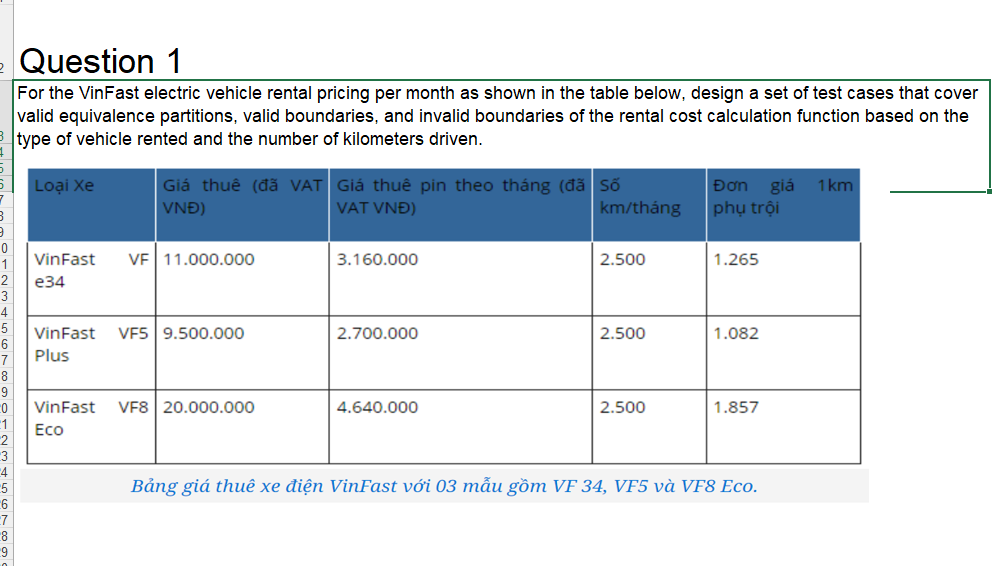 Question 1
For the VinFast electric vehicle rental pricing per month as shown in the table below, design a set of test cases that cover
valid equivalence partitions, valid boundaries, and invalid boundaries of the rental cost calculation function based on the
type of vehicle rented and the number of kilometers driven.
Loại Xe Giá thuê (đã VAT Giá thuê pin theo tháng (đã Số Đơn giá 1km
VNĐ) VAT VNĐ) km/tháng phụ trội
VinFast VF 11.000.000 3.160.000 2.500 1.265
e34
VinFast VF5 9.500.000 2.700.000 2.500 1.082
Plus
VinFast VF8 20.000.000 4.640.000 2.500 1.857
Eco
Bảng giá thuê xe điện VinFast với 03 mẫu gồm VF 34, VF5 và VF8 Eco.